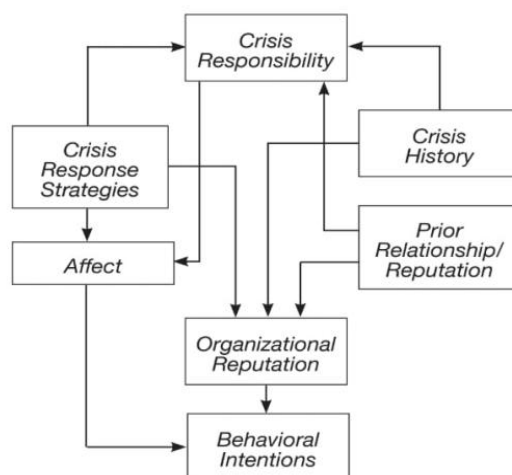 Crisis
Responsibility
Crisis
Response
Strategies
Crisis
History
Affect
Prior
Relationship/
Reputation
Organizational
Reputation
Behavioral
Intentions